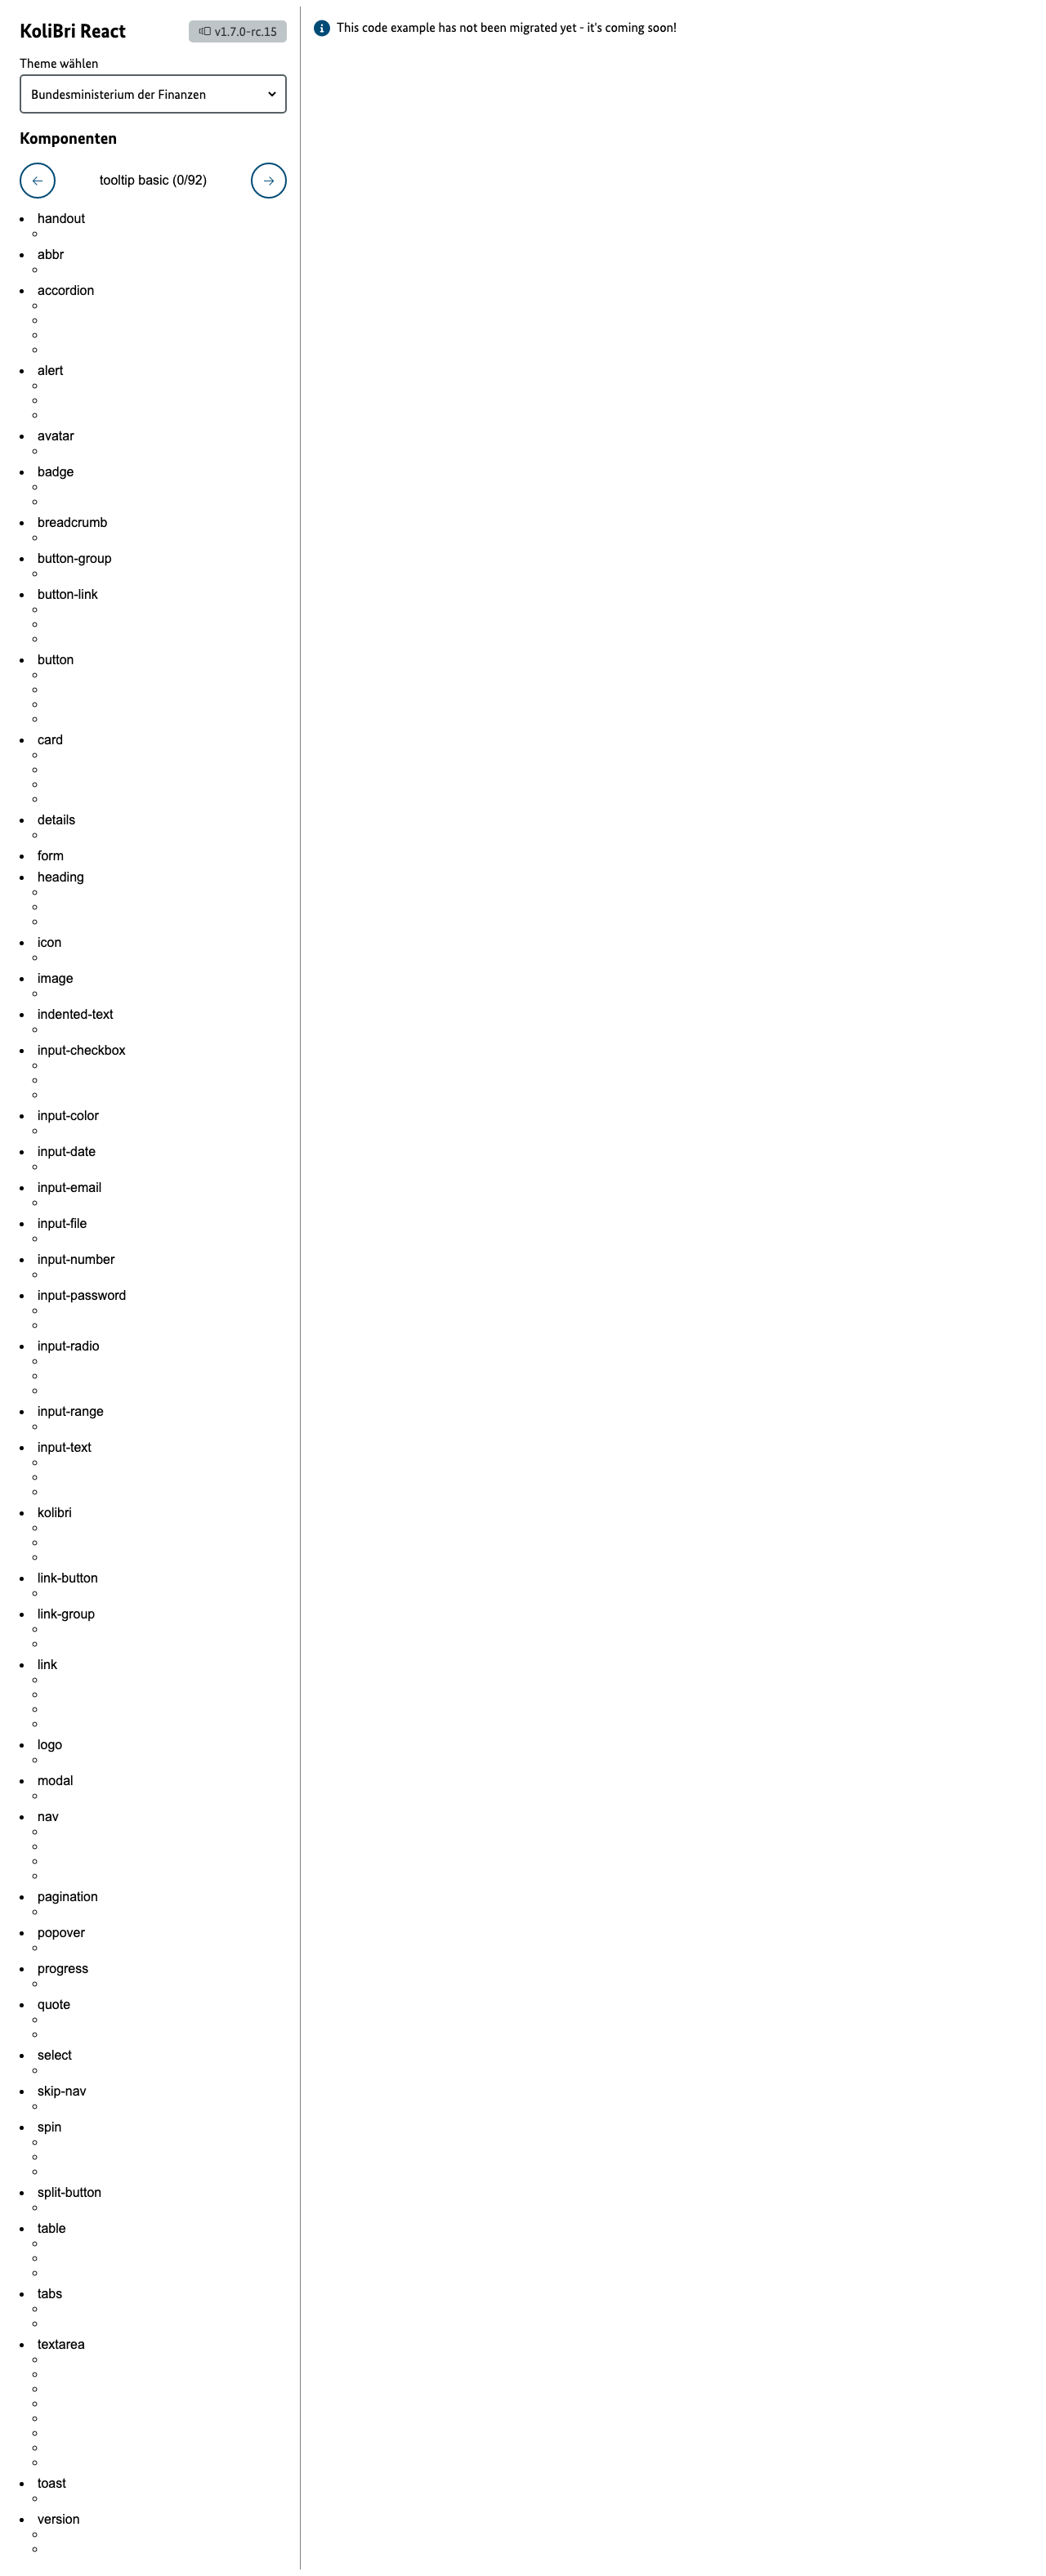 KoliBri React
v1.7.0-rc.15
Theme wählen
Bundesministerium der Finanzen
Komponenten
tooltip basic (0/92)
handout
abbr
accordion
alert
avatar
badge
breadcrumb
button-group
button-link
button
card
details
form
heading
icon
image
indented-text
input-checkbox
input-color
input-date
input-email
input-file
input-number
input-password
input-radio
input-range
input-text
kolibri
link-button
link-group
link
logo
modal
nav
pagination
popover
progress
quote
select
skip-nav
spin
split-button
table
tabs
textarea
toast
version
This code example has not been migrated yet - it's coming soon!